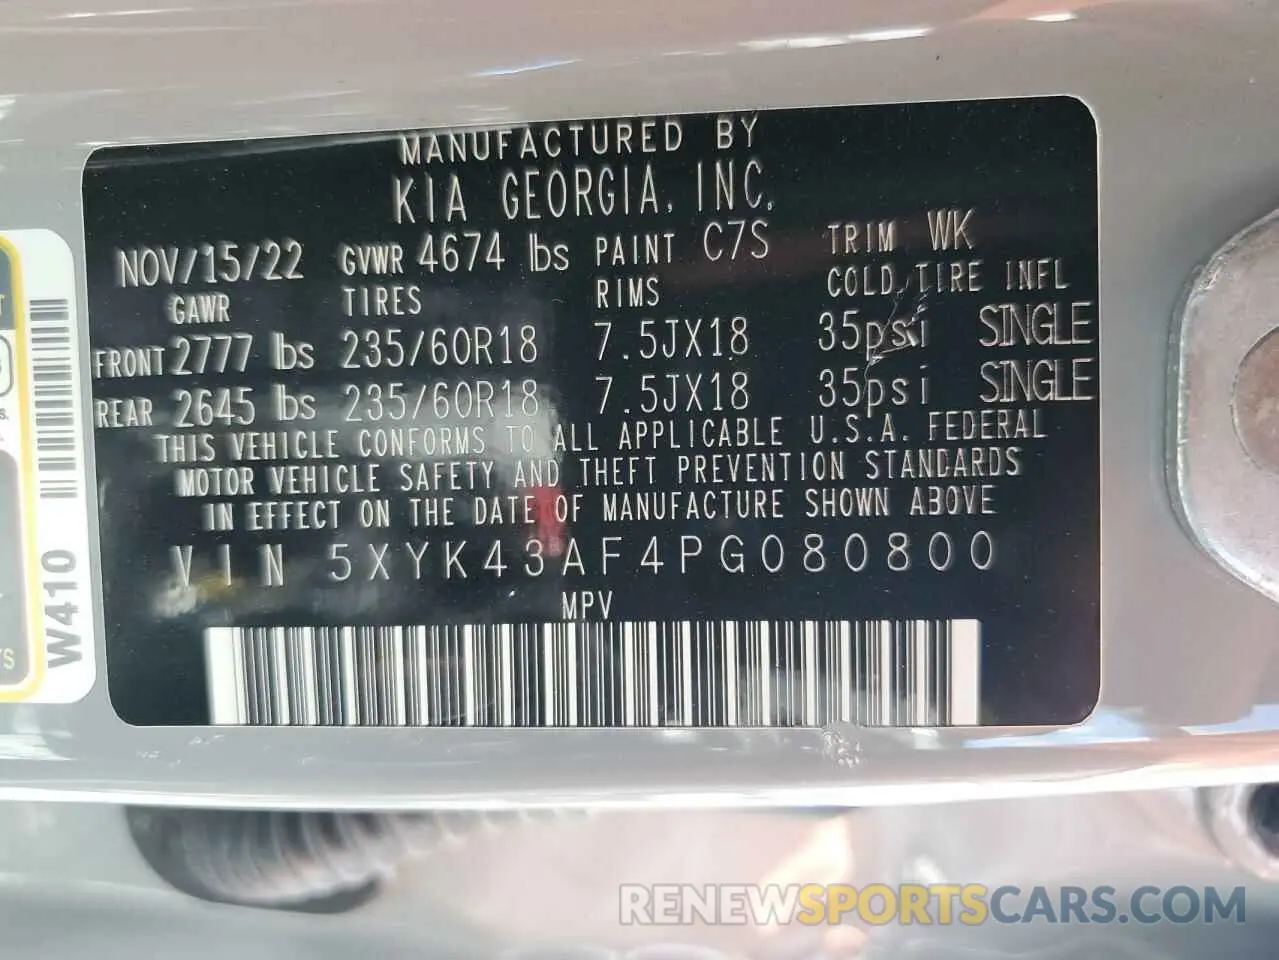 MANUFACTURED BY
KIA GEORGIA, INC.
NOV/15/22 GVWR 4674 lbs PAINT C7S TRIM WK
GAWR TIRES RIMS COLD TIRE INFL
FRONT 2777 lbs 235/60R18 7.5JX18 35psi SINGLE
REAR 2645 lbs 235/60R18 7.5JX18 35psi SINGLE
THIS VEHICLE CONFORMS TO ALL APPLICABLE U.S.A. FEDERAL
MOTOR VEHICLE SAFETY AND THEFT PREVENTION STANDARDS
IN EFFECT ON THE DATE OF MANUFACTURE SHOWN ABOVE
VIN 5XYK43AF4PG080800
MPV
W410
RENEWSPORTSCARS.COM